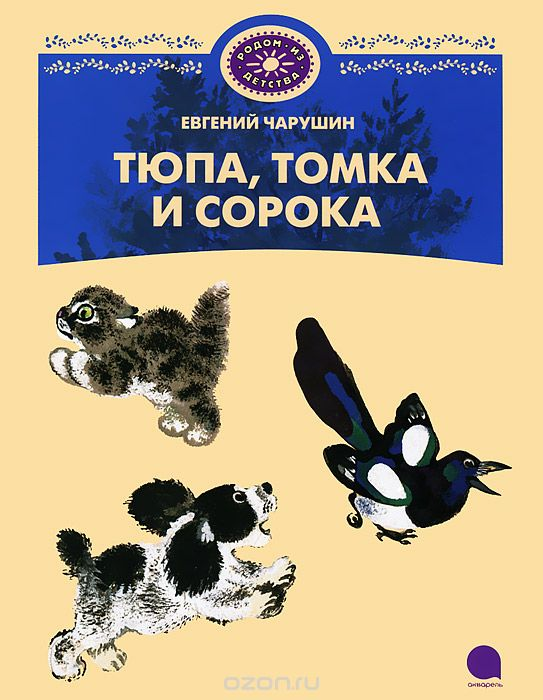 РОДОМ·ИЗ
ДЕТСТВА
ЕВГЕНИЙ ЧАРУШИН
ТЮПА, ТОМКА
И СОРОКА
акварель
ozon.ru